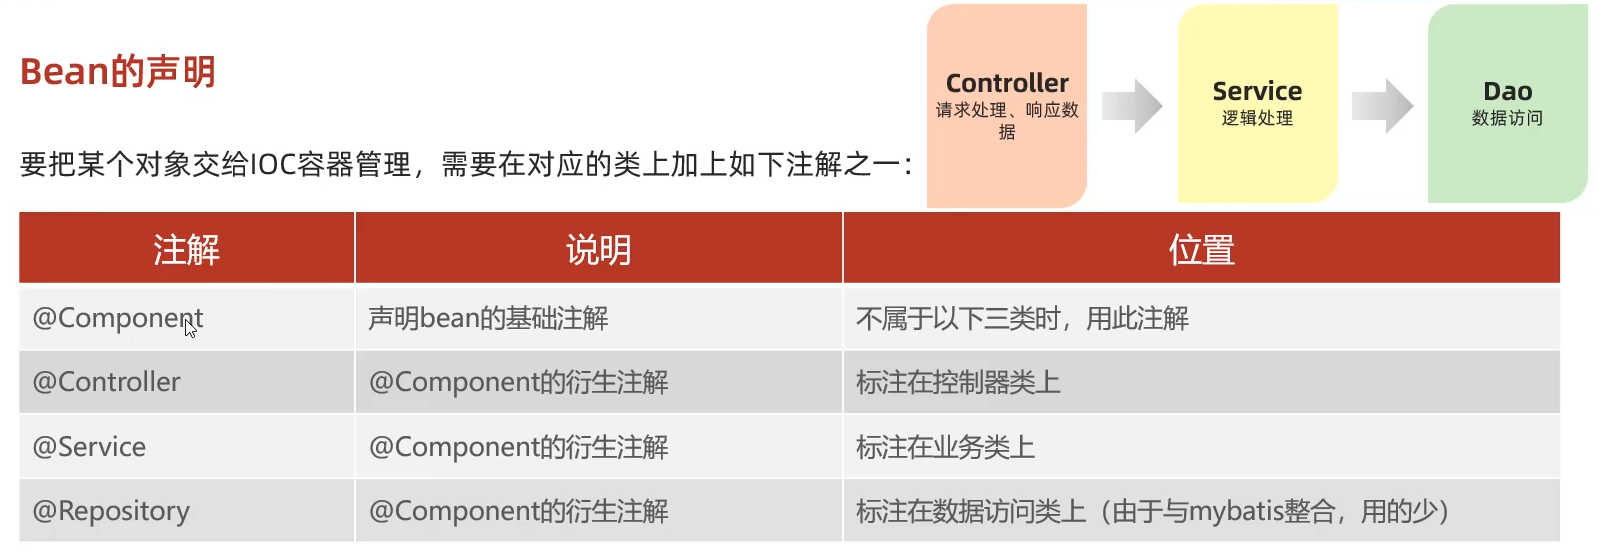 Bean的声明
要把某个对象交给IOC容器管理，需要在对应的类上加上如下注解之一：
Controller
请求处理、响应数
据
Service
逻辑处理
Dao
数据访问
注解 说明 位置
@Component 声明bean的基础注解 不属于以下三类时，用此注解
@Controller @Component的衍生注解 标注在控制器类上
@Service @Component的衍生注解 标注在业务类上
@Repository @Component的衍生注解 标注在数据访问类上（由于与mybatis整合，用的少）